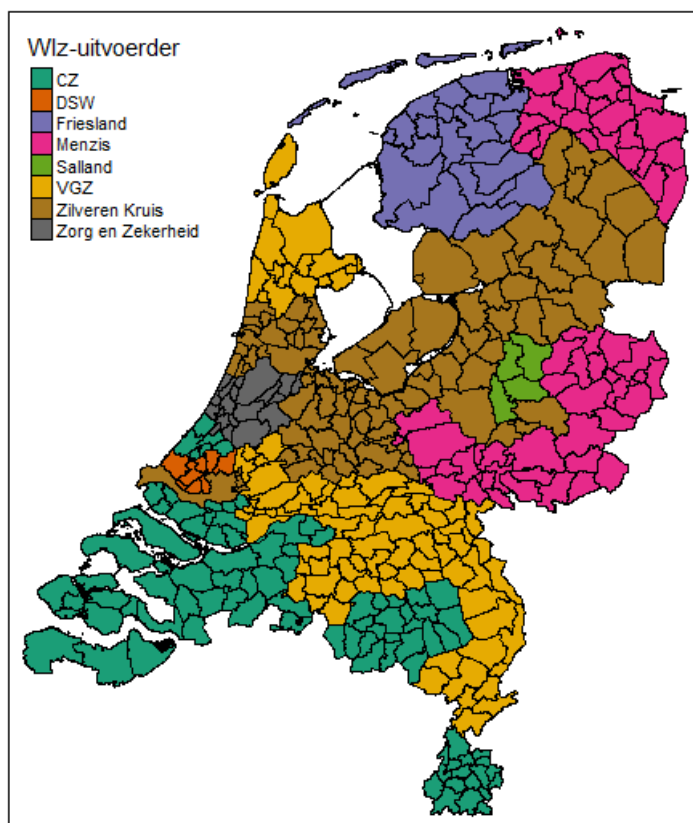 Wlz-uitvoerder
CZ
DSW
Friesland
Menzis
Salland
VGZ
Zilveren Kruis
Zorg en Zekerheid